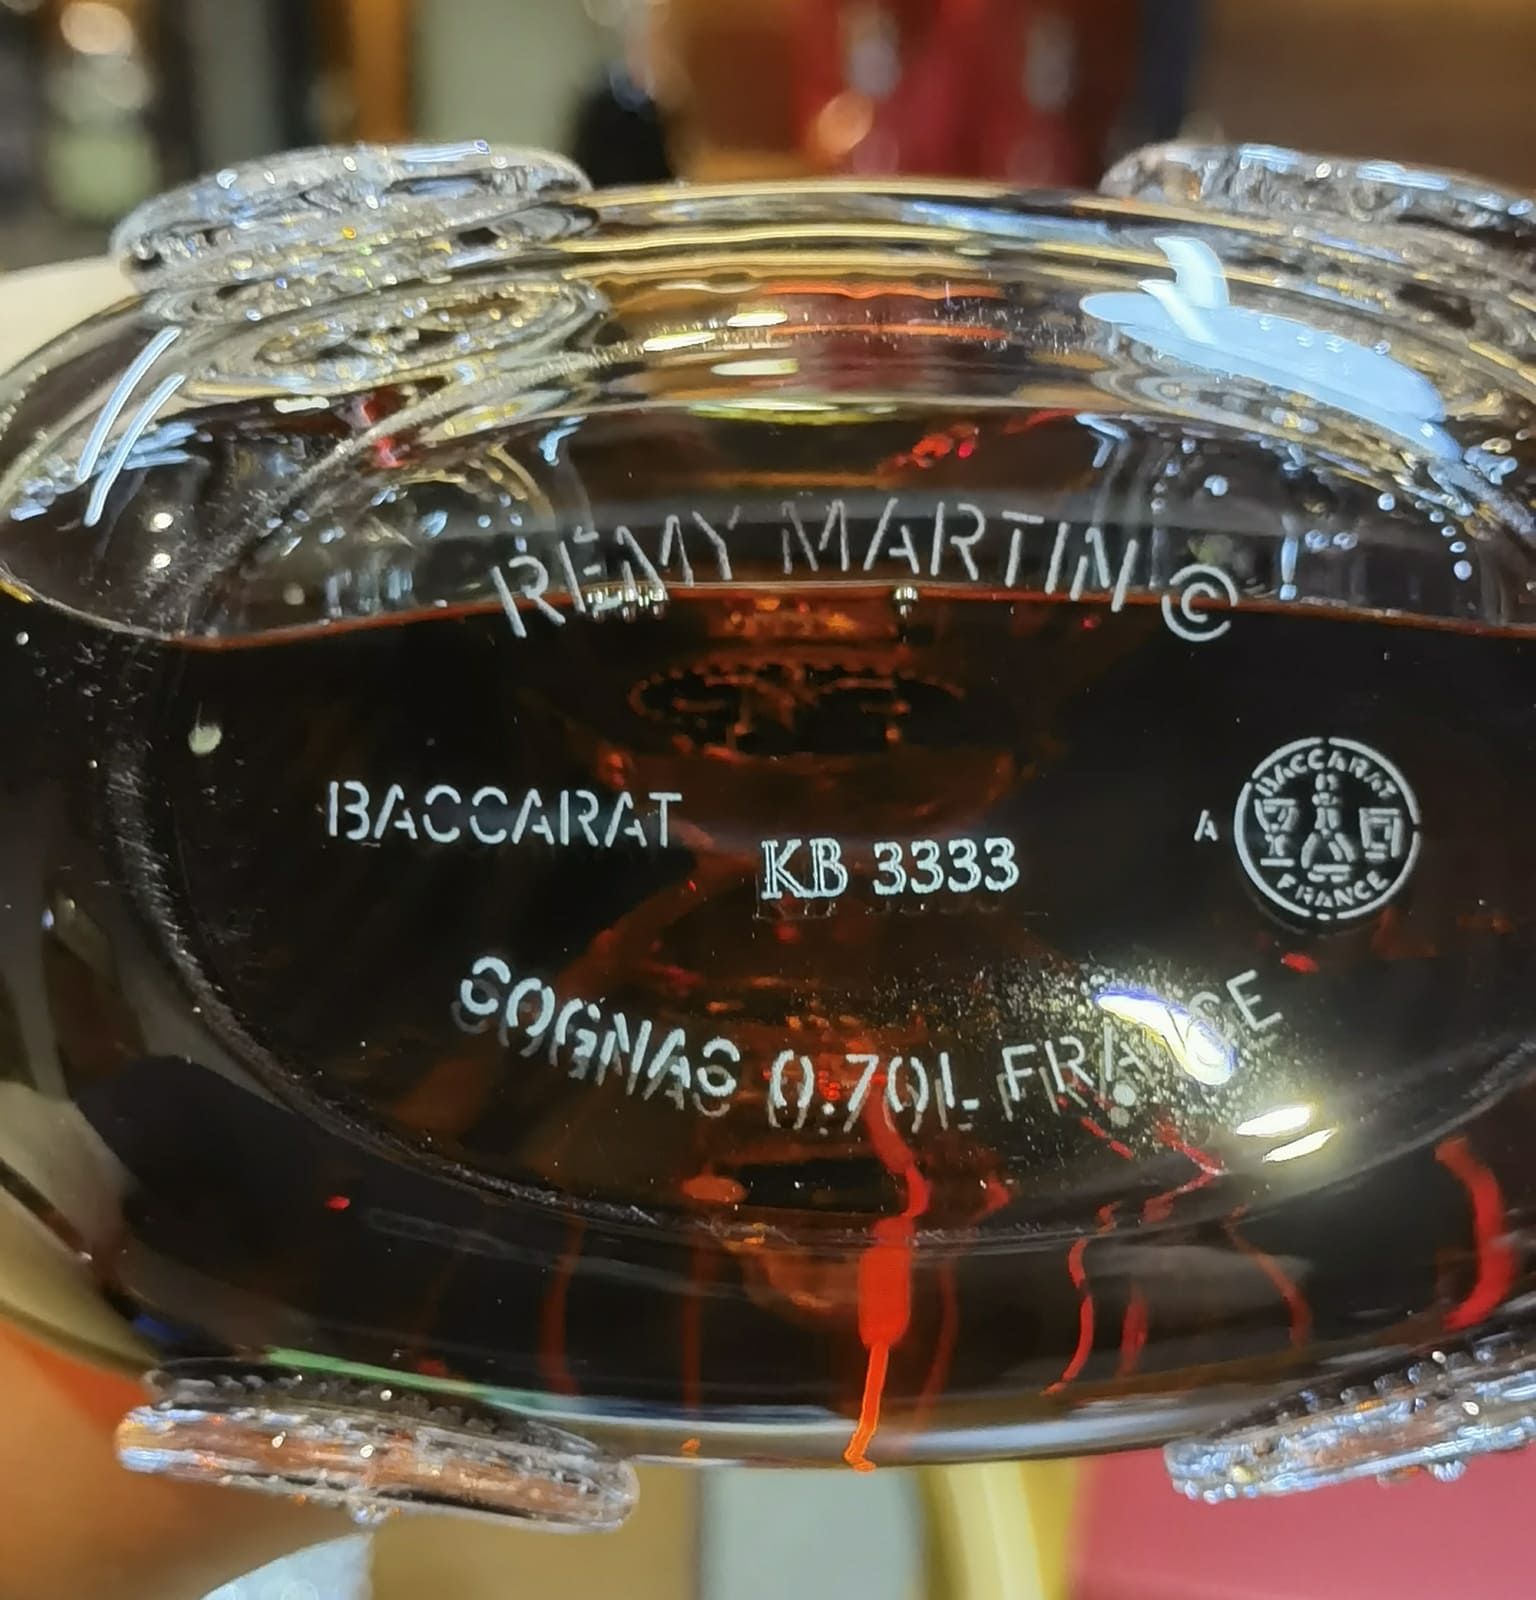 REMY MARTIN ©
BACCARAT
KB 3333
A
BACCARAT
FRANCE
COGNAC 0.70L FRANCE